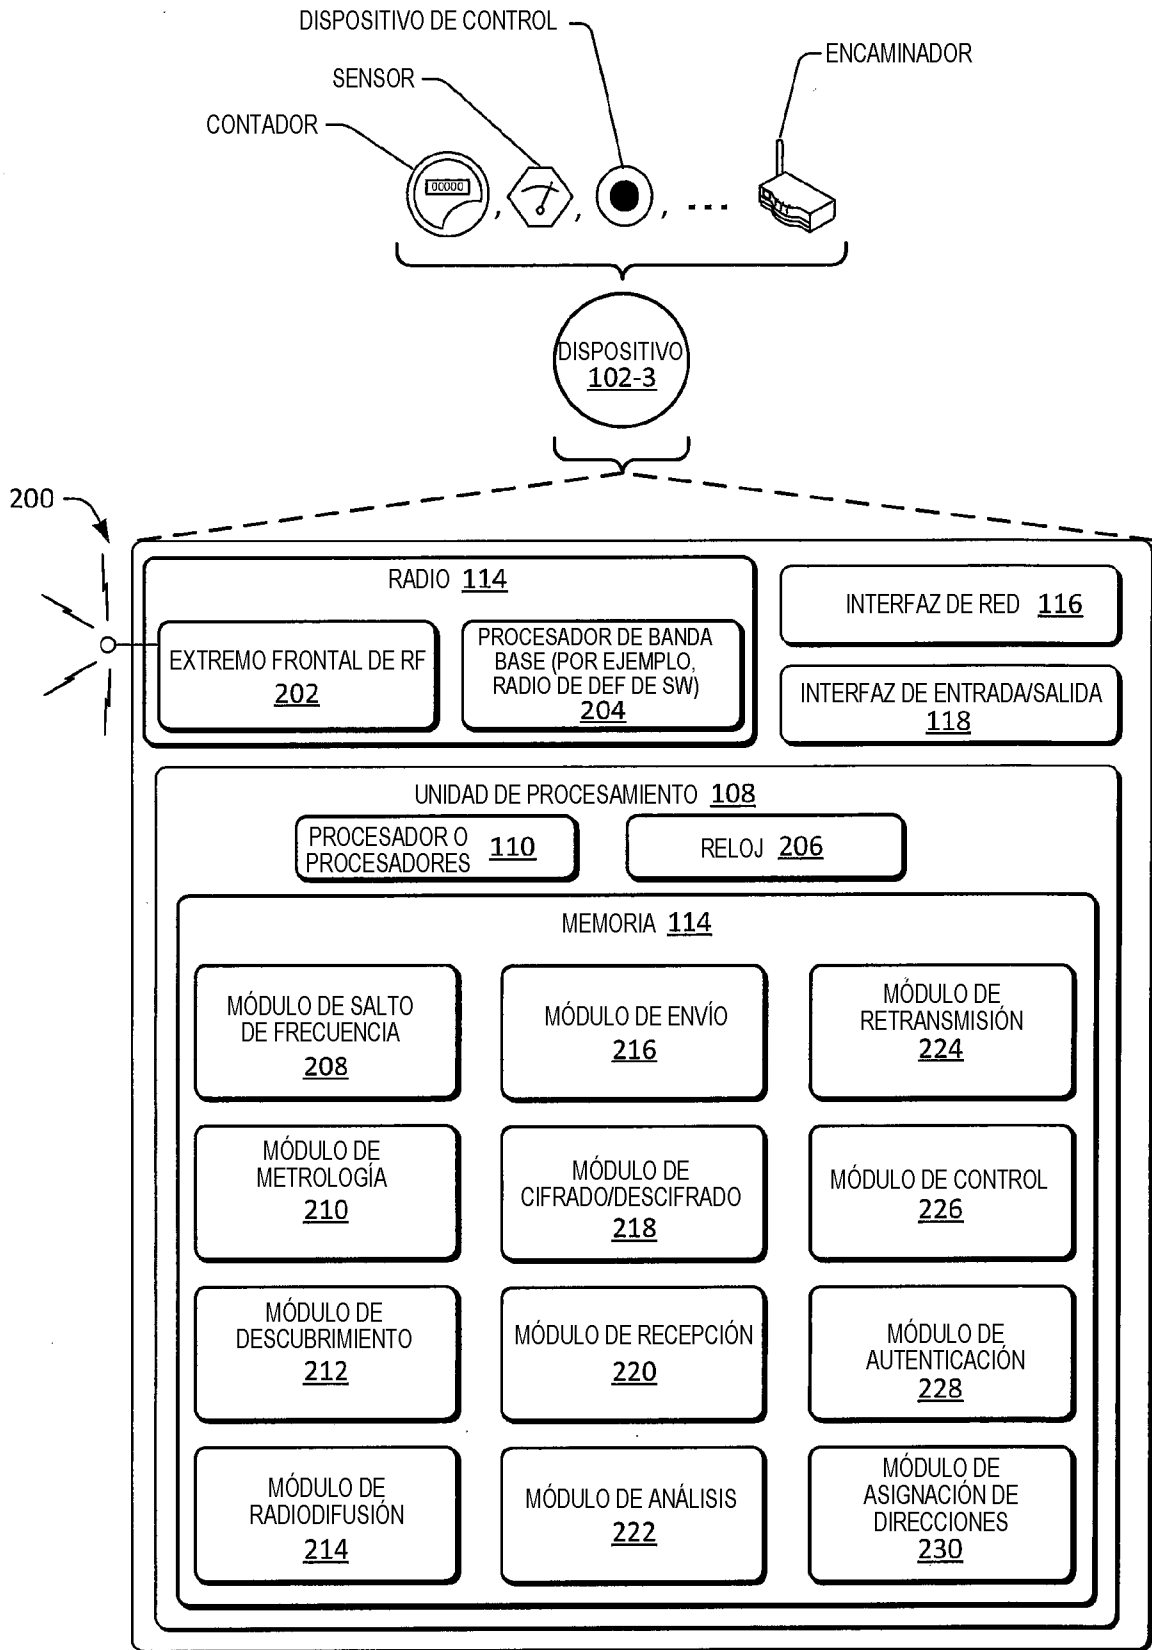 DISPOSITIVO DE CONTROL
ENCAMINADOR
SENSOR
CONTADOR
00000
, , , ...
DISPOSITIVO
102-3
200
RADIO 114
EXTREMO FRONTAL DE RF
202
PROCESADOR DE BANDA
BASE (POR EJEMPLO,
RADIO DE DEF DE SW)
204
INTERFAZ DE RED 116
INTERFAZ DE ENTRADA/SALIDA
118
UNIDAD DE PROCESAMIENTO 108
PROCESADOR O
PROCESADORES 110
RELOJ 206
MEMORIA 114
MÓDULO DE SALTO
DE FRECUENCIA
208
MÓDULO DE ENVÍO
216
MÓDULO DE
RETRANSMISIÓN
224
MÓDULO DE
METROLOGÍA
210
MÓDULO DE
CIFRADO/DESCIFRADO
218
MÓDULO DE CONTROL
226
MÓDULO DE
DESCUBRIMIENTO
212
MÓDULO DE RECEPCIÓN
220
MÓDULO DE
AUTENTICACIÓN
228
MÓDULO DE
RADIODIFUSIÓN
214
MÓDULO DE ANÁLISIS
222
MÓDULO DE
ASIGNACIÓN DE
DIRECCIONES
230